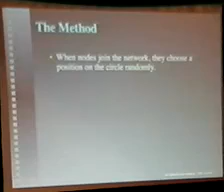 The Method
• When nodes join the network, they choose a
position on the circle randomly.